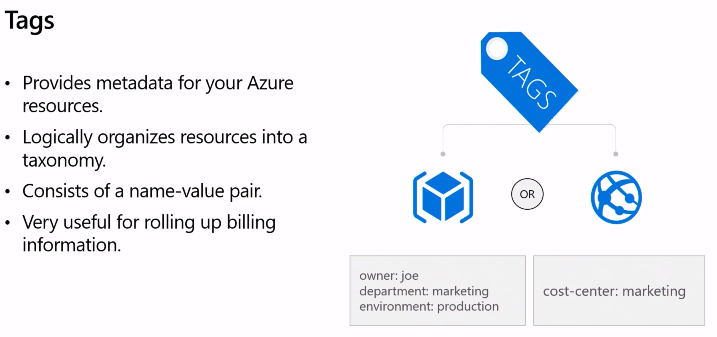 Tags
• Provides metadata for your Azure
resources.
• Logically organizes resources into a
taxonomy.
• Consists of a name-value pair.
• Very useful for rolling up billing
information.
TAGS
OR
owner: joe
department: marketing
environment: production
cost-center: marketing